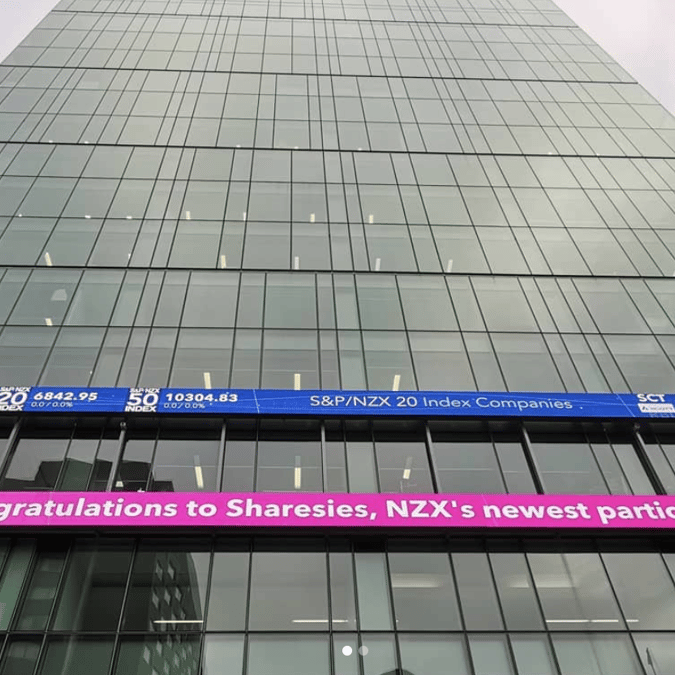 S&P NZX
20 6842.95
INDEX 0.0 / 0.0%
S&P NZX
50 10304.83
INDEX 0.0 / 0.0%
S&P/NZX 20 Index Companies
SCT
gratulations to Sharesies, NZX's newest partic